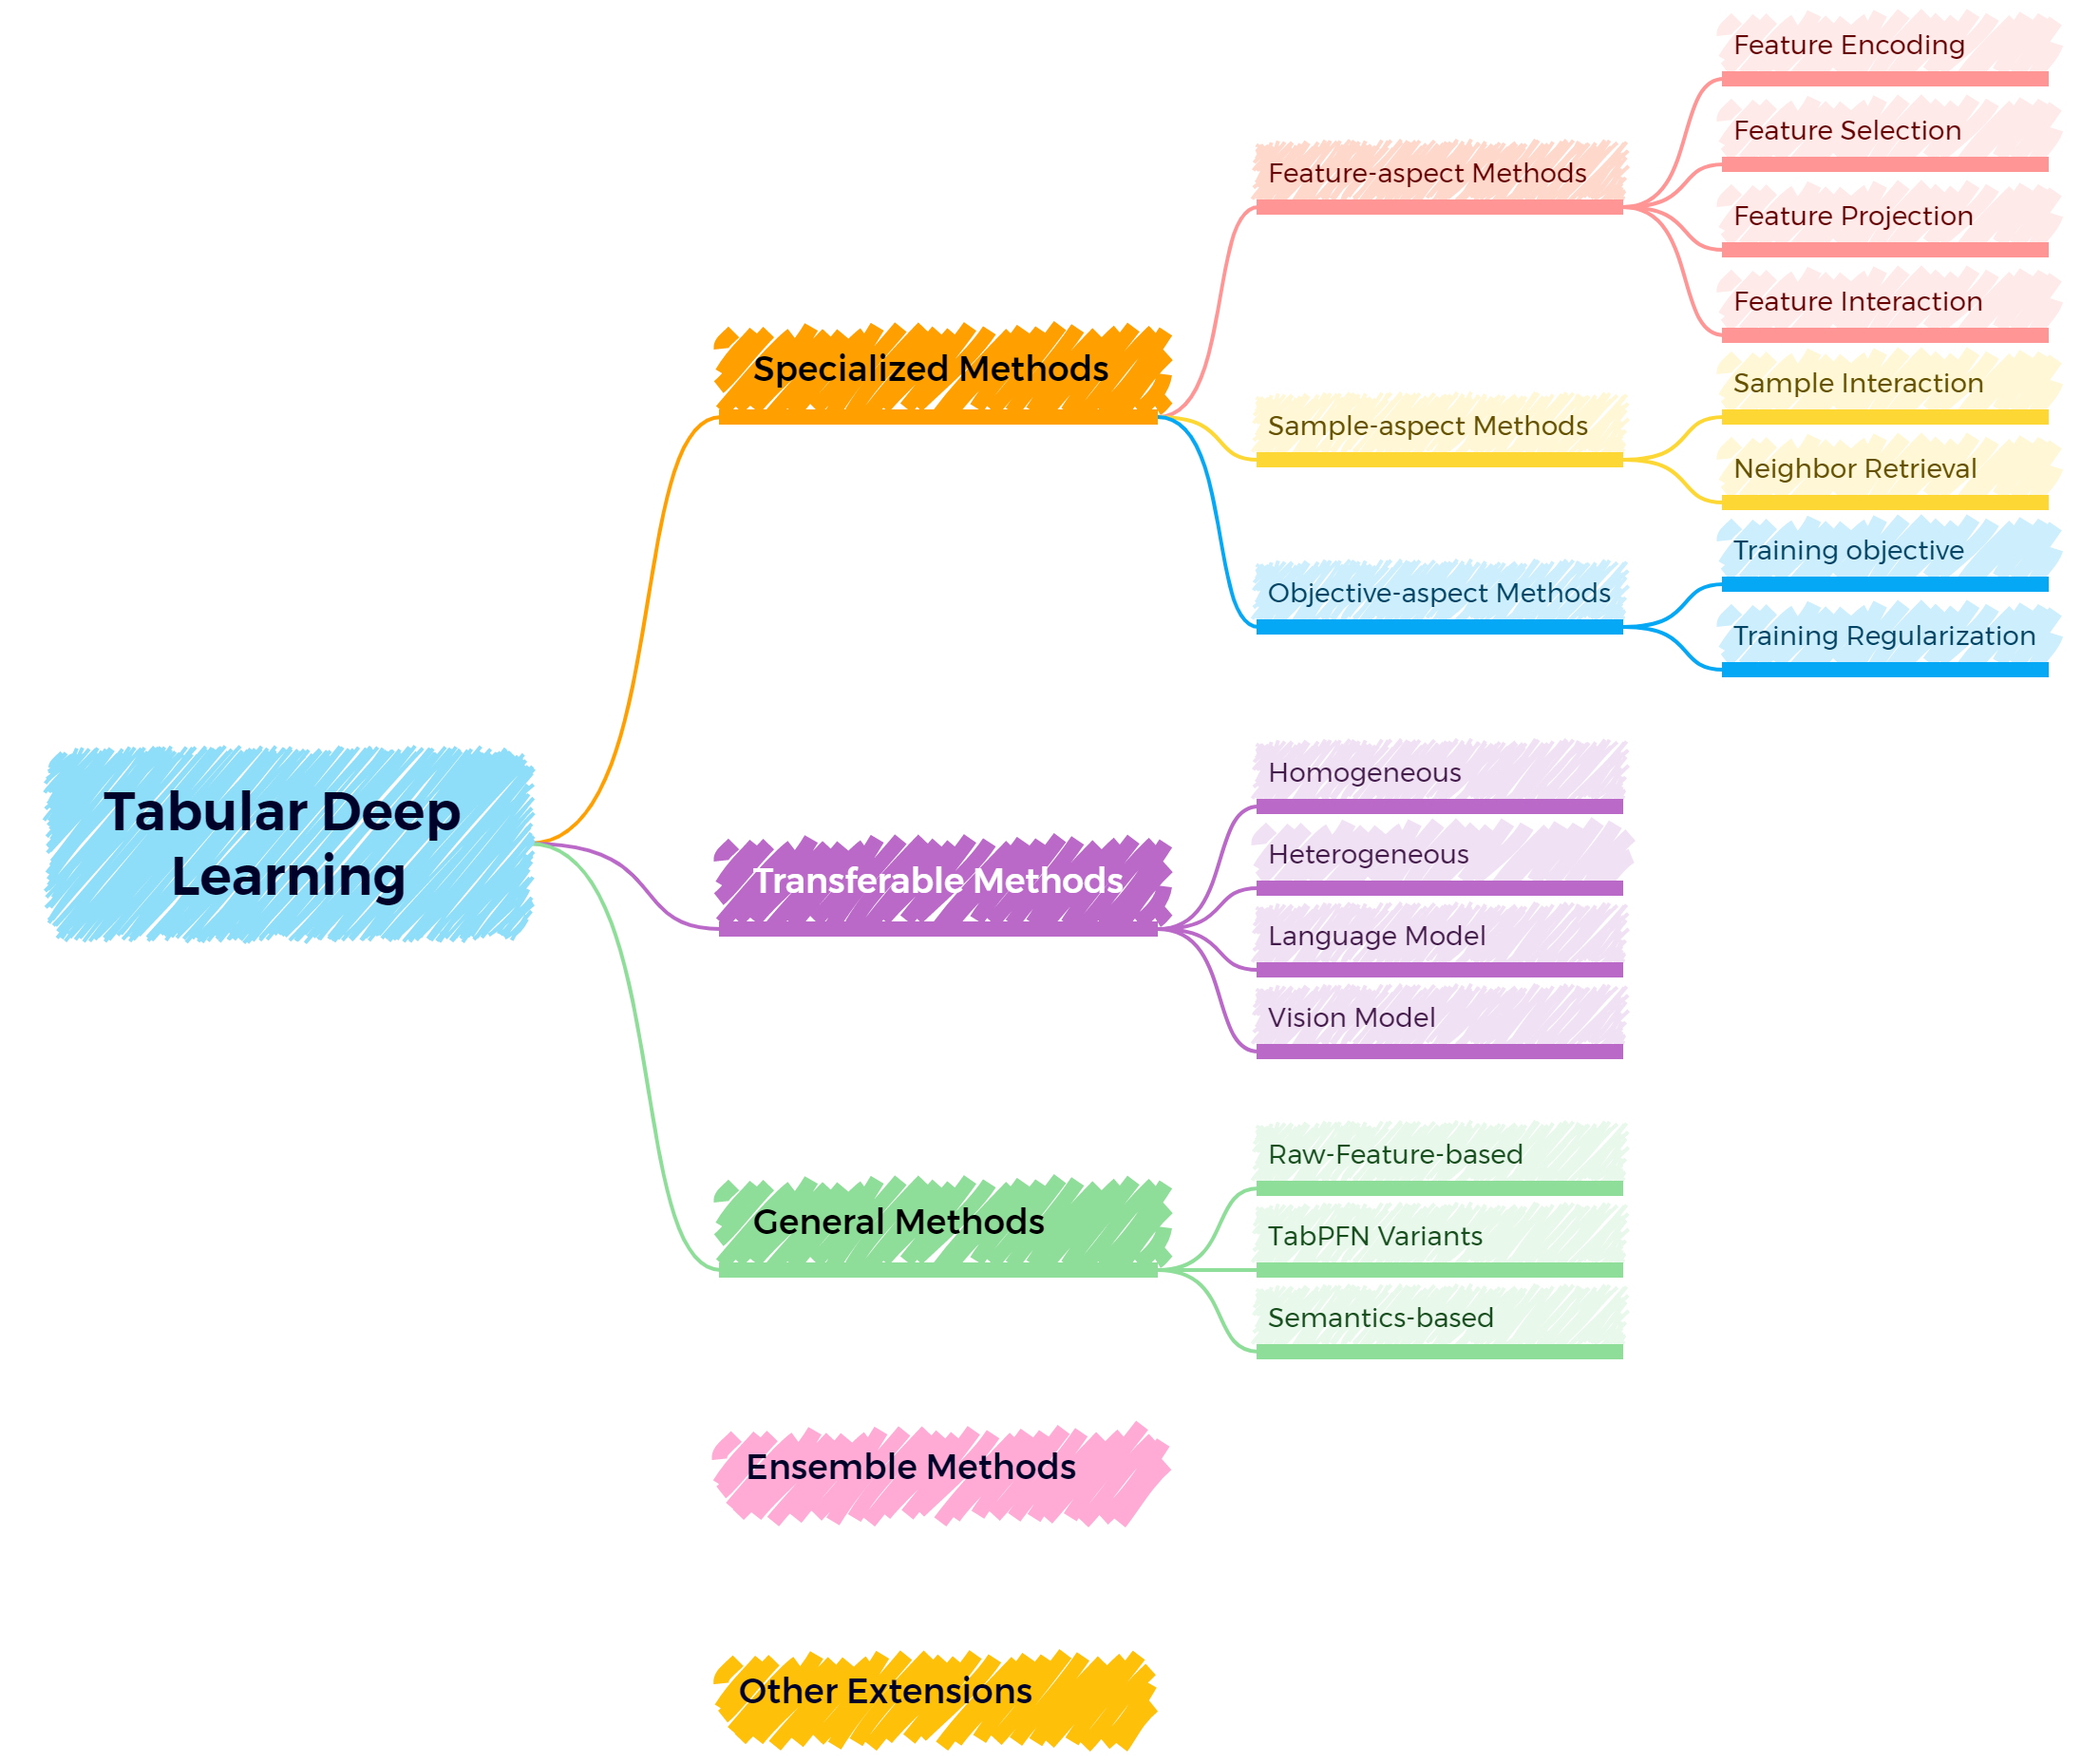 Tabular Deep
Learning
Specialized Methods
Feature-aspect Methods
Feature Encoding
Feature Selection
Feature Projection
Feature Interaction
Sample-aspect Methods
Sample Interaction
Neighbor Retrieval
Objective-aspect Methods
Training objective
Training Regularization
Transferable Methods
Homogeneous
Heterogeneous
Language Model
Vision Model
General Methods
Raw-Feature-based
TabPFN Variants
Semantics-based
Ensemble Methods
Other Extensions